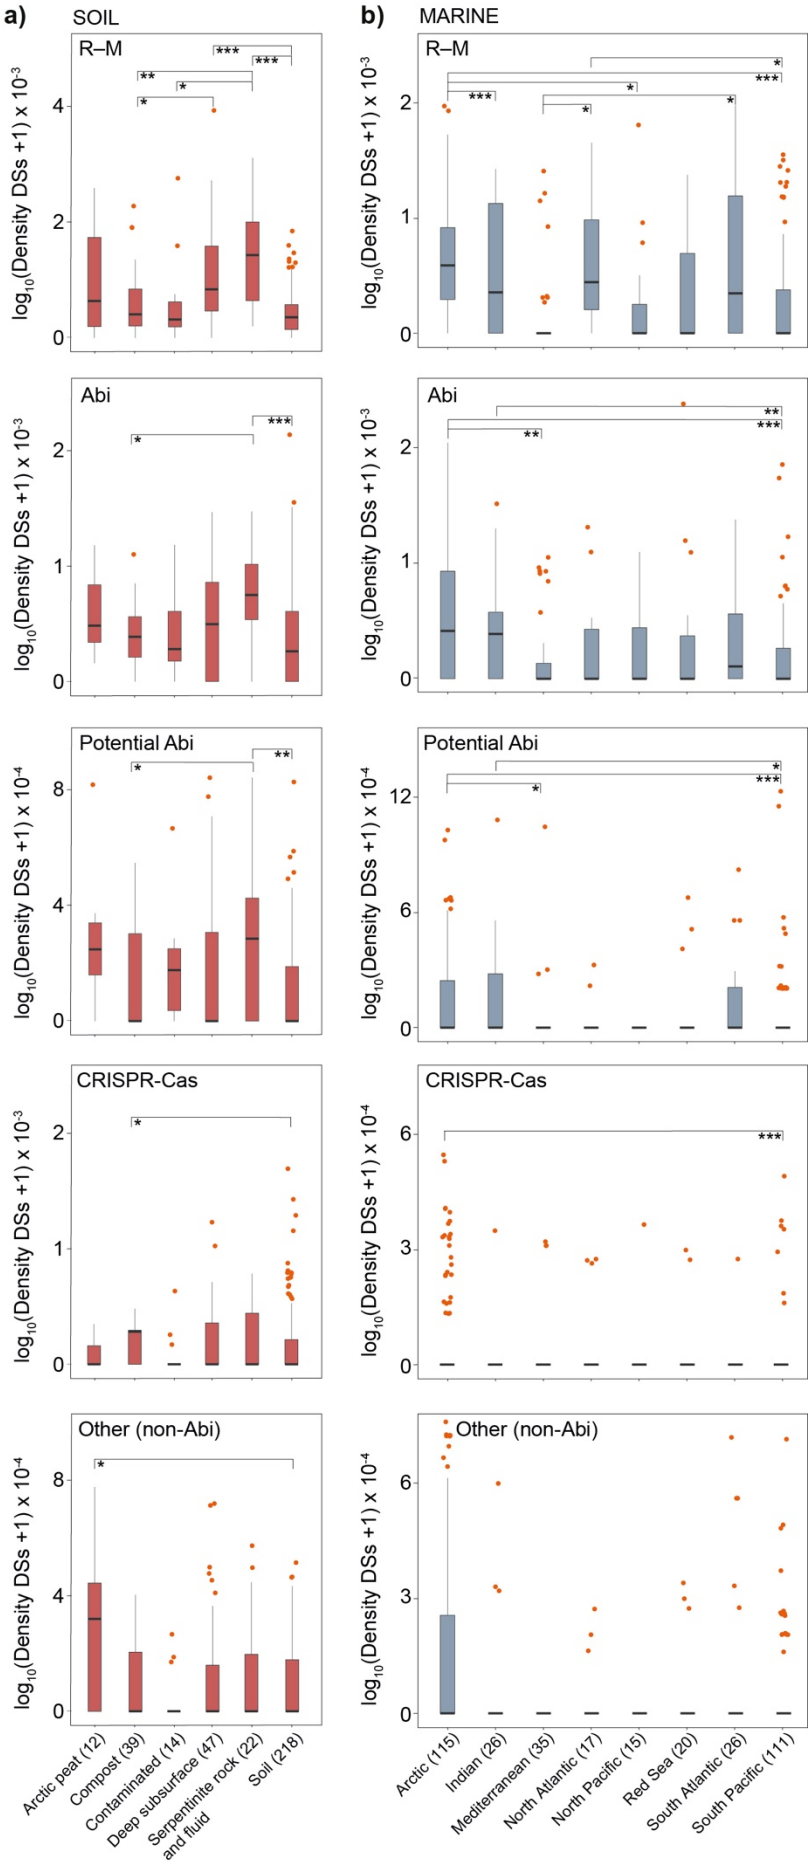 a) SOIL
R–M
log10(Density DSs +1) x 10-3
4
2
0
***
***
**
*
*
Abi
log10(Density DSs +1) x 10-3
2
1
0
***
*
Potential Abi
log10(Density DSs +1) x 10-4
8
4
0
**
*
CRISPR-Cas
log10(Density DSs +1) x 10-3
2
1
0
*
Other (non-Abi)
log10(Density DSs +1) x 10-4
8
4
0
*
Arctic peat (12)
Compost (39)
Contaminated (14)
Deep subsurface (47)
Serpentinite rock (22)
and fluid
Soil (218)
b) MARINE
R–M
log10(Density DSs +1) x 10-3
2
1
0
*
***
*
***
*
*
Abi
log10(Density DSs +1) x 10-3
2
1
0
**
***
**
Potential Abi
log10(Density DSs +1) x 10-4
12
6
0
*
***
*
CRISPR-Cas
log10(Density DSs +1) x 10-4
6
3
0
***
Other (non-Abi)
log10(Density DSs +1) x 10-4
6
3
0
Arctic (115)
Indian (26)
Mediterranean (35)
North Atlantic (17)
North Pacific (15)
Red Sea (20)
South Atlantic (26)
South Pacific (111)